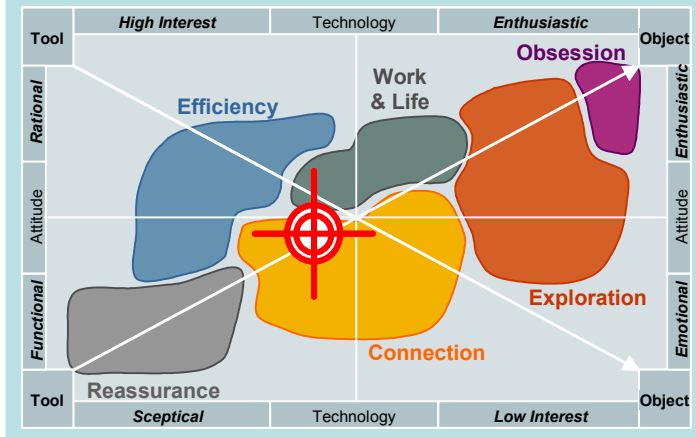 High Interest
Technology
Enthusiastic
Tool
Object
Obsession
Work
& Life
Efficiency
Rational
Enthusiastic
Attitude
Attitude
Functional
Emotional
Exploration
Connection
Reassurance
Tool
Object
Sceptical
Technology
Low Interest